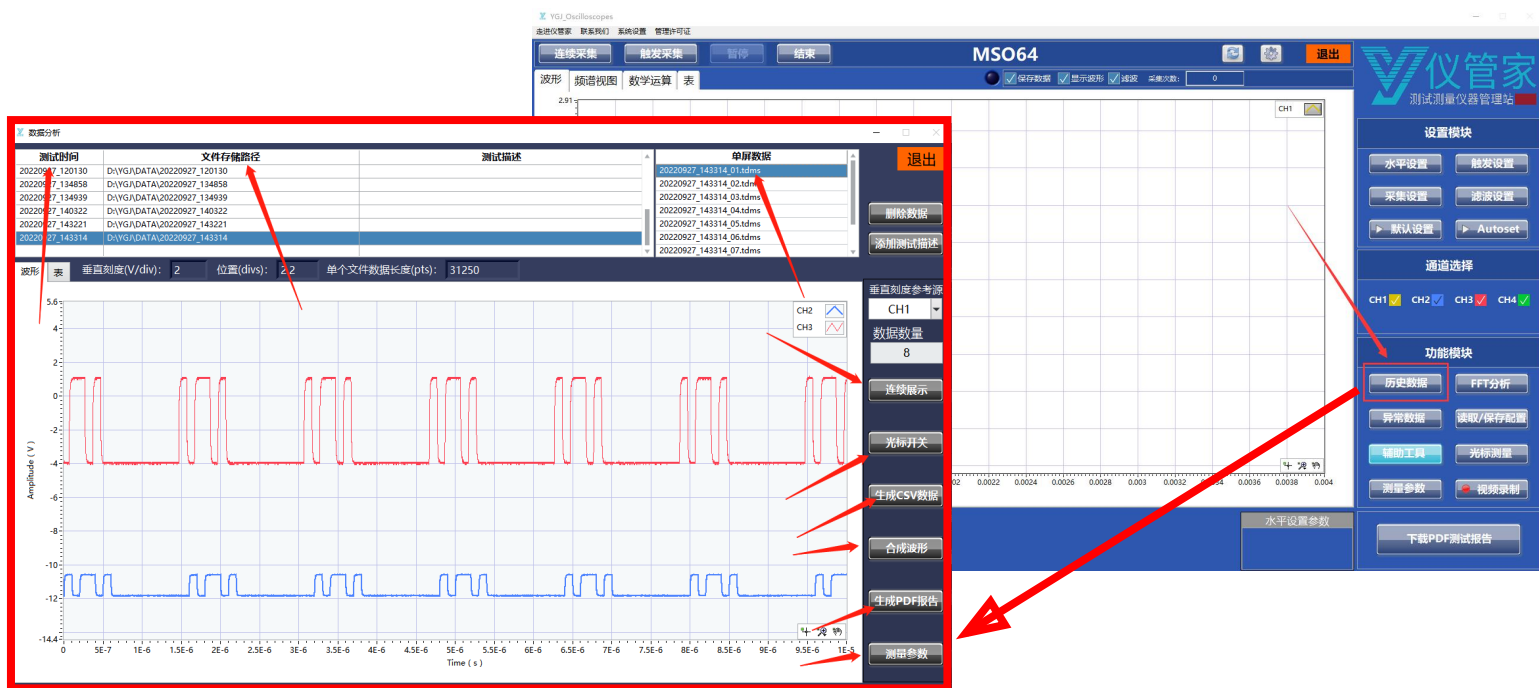 YGJ_Oscilloscopes
走进仪管家 联系我们 系统设置 管理许可证
连续采集 触发采集 暂停 结束 MSO64 退出
波形 频谱视图 数学运算 表 保存数据 显示波形 滤波 采集次数: 0
仪管家
测试测量仪器管理站
2.91
CH1
设置模块
水平设置 触发设置
采集设置 滤波设置
默认设置 Autoset
通道选择
CH1 CH2 CH3 CH4
功能模块
历史数据 FFT分析
异常数据 读取/保存配置
辅助工具 光标测量
测量参数 视频录制
下载PDF测试报告
水平设置参数
0.0022 0.0024 0.0026 0.0028 0.003 0.0032 0.0034 0.0036 0.0038 0.004
数据分析
测试时间 文件存储路径 测试描述 单屏数据
20220927_120130 D:\YGJ\DATA\20220927_120130 20220927_143314_01.tdms
20220927_134858 D:\YGJ\DATA\20220927_134858 20220927_143314_02.tdms
20220927_134939 D:\YGJ\DATA\20220927_134939 20220927_143314_03.tdms
20220927_140322 D:\YGJ\DATA\20220927_140322 20220927_143314_04.tdms
20220927_143221 D:\YGJ\DATA\20220927_143221 20220927_143314_05.tdms
20220927_143314 D:\YGJ\DATA\20220927_143314 20220927_143314_06.tdms
20220927_143314_07.tdms
退出
删除数据
添加测试描述
波形 表 垂直刻度(V/div): 2 位置(divs): 2.2 单个文件数据长度(pts): 31250
垂直刻度参考源
CH1
数据数量
8
连续展示
光标开关
生成CSV数据
合成波形
生成PDF报告
测量参数
CH2
CH3
5.6
4
2
0
-2
-4
-6
-8
-10
-12
-14.4
Amplitude ( V )
0 5E-7 1E-6 1.5E-6 2E-6 2.5E-6 3E-6 3.5E-6 4E-6 4.5E-6 5E-6 5.5E-6 6E-6 6.5E-6 7E-6 7.5E-6 8E-6 8.5E-6 9E-6 9.5E-6 1E-5
Time ( s )